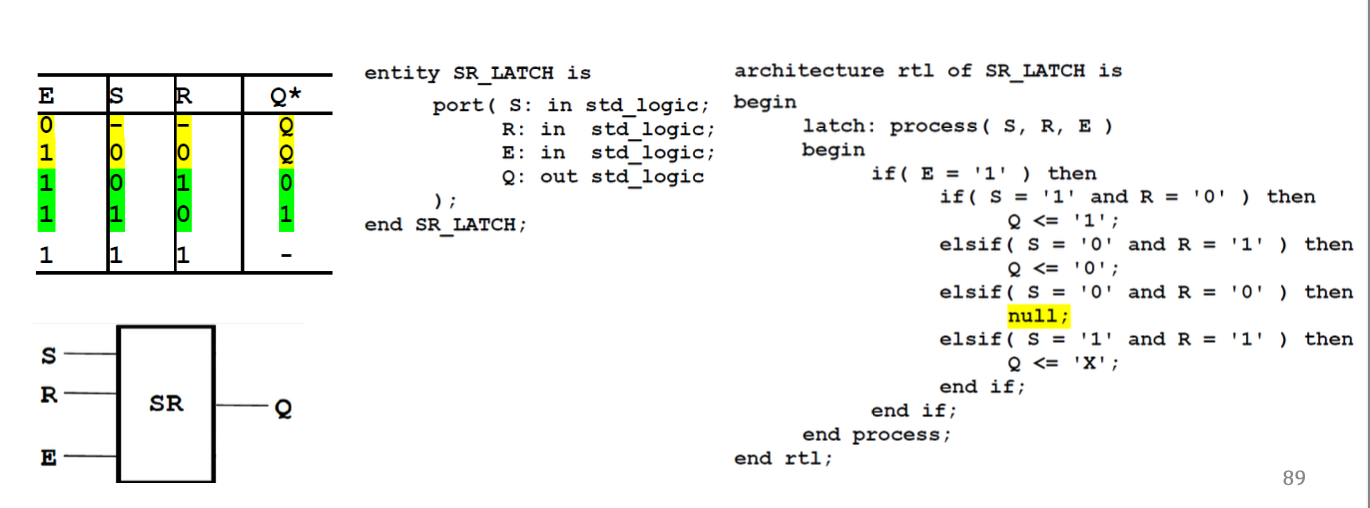 E S R Q*
0 - - Q
1 0 0 Q
1 0 1 0
1 1 0 1
1 1 1 -
S
R
E
SR
Q
entity SR_LATCH is
port( S: in std_logic;
R: in std_logic;
E: in std_logic;
Q: out std_logic
);
end SR_LATCH;
architecture rtl of SR_LATCH is
begin
latch: process( S, R, E )
begin
if( E = '1' ) then
if( S = '1' and R = '0' ) then
Q <= '1';
elsif( S = '0' and R = '1' ) then
Q <= '0';
elsif( S = '0' and R = '0' ) then
null;
elsif( S = '1' and R = '1' ) then
Q <= 'X';
end if;
end if;
end process;
end rtl;
89